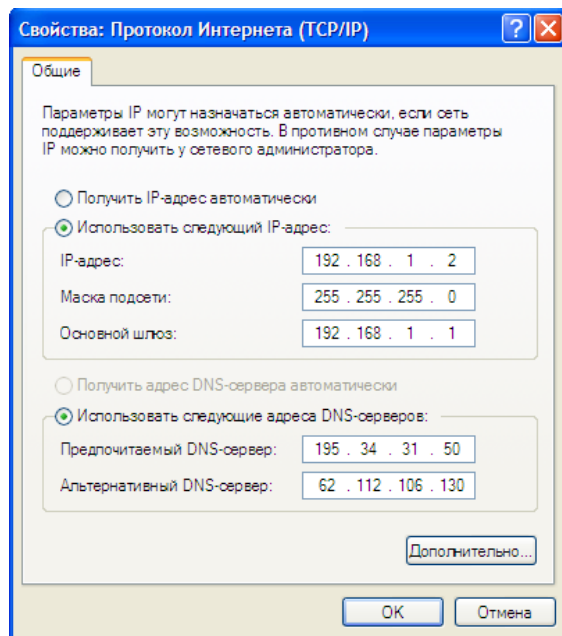 Свойства: Протокол Интернета (TCP/IP)
Общие
Параметры IP могут назначаться автоматически, если сеть
поддерживает эту возможность. В противном случае параметры
IP можно получить у сетевого администратора.
Получить IP-адрес автоматически
Использовать следующий IP-адрес:
IP-адрес: 192 . 168 . 1 . 2
Маска подсети: 255 . 255 . 255 . 0
Основной шлюз: 192 . 168 . 1 . 1
Получить адрес DNS-сервера автоматически
Использовать следующие адреса DNS-серверов:
Предпочитаемый DNS-сервер: 195 . 34 . 31 . 50
Альтернативный DNS-сервер: 62 . 112 . 106 . 130
Дополнительно...
OK Отмена